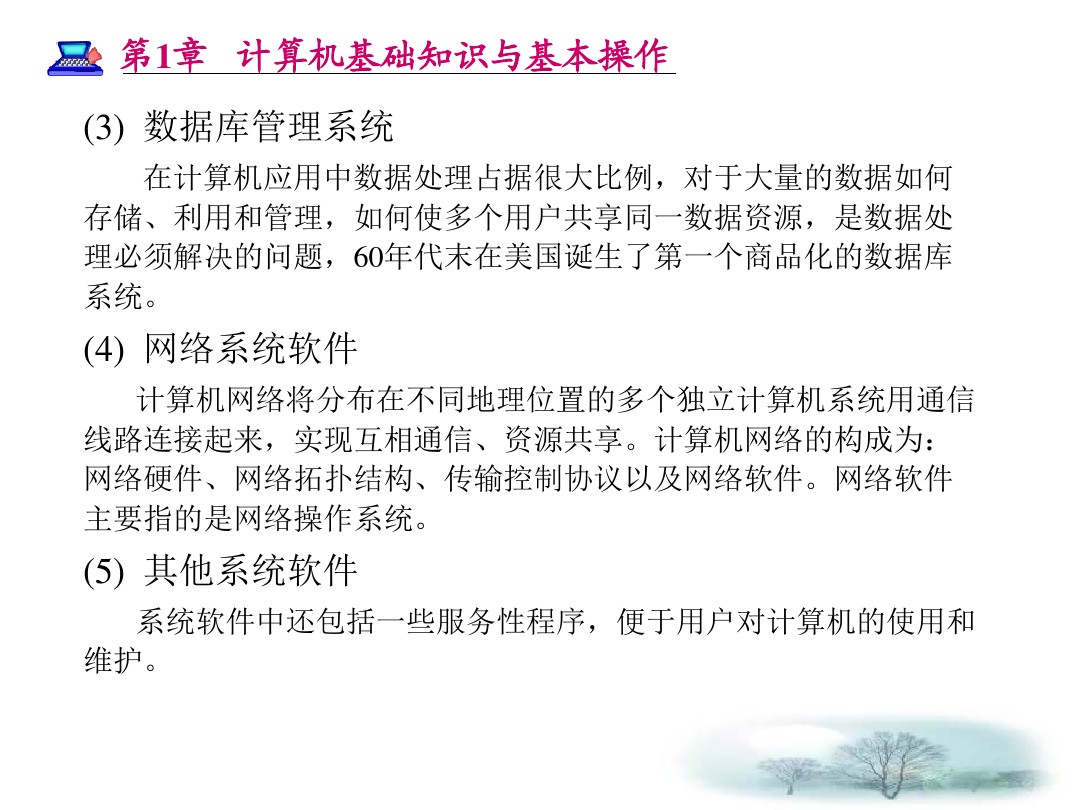 第1章 计算机基础知识与基本操作
(3) 数据库管理系统
在计算机应用中数据处理占据很大比例，对于大量的数据如何
存储、利用和管理，如何使多个用户共享同一数据资源，是数据处
理必须解决的问题，60年代末在美国诞生了第一个商品化的数据库
系统。
(4) 网络系统软件
计算机网络将分布在不同地理位置的多个独立计算机系统用通信
线路连接起来，实现互相通信、资源共享。计算机网络的构成为：
网络硬件、网络拓扑结构、传输控制协议以及网络软件。网络软件
主要指的是网络操作系统。
(5) 其他系统软件
系统软件中还包括一些服务性程序，便于用户对计算机的使用和
维护。